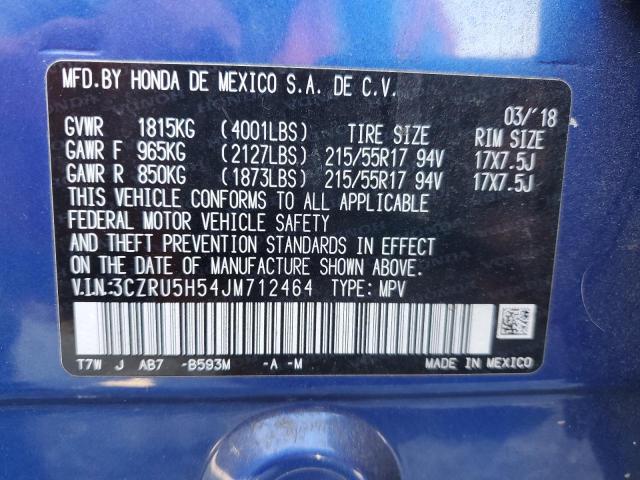 MFD.BY HONDA DE MEXICO S.A. DE C.V.
03/'18
GVWR 1815KG (4001LBS) TIRE SIZE RIM SIZE
GAWR F 965KG (2127LBS) 215/55R17 94V 17X7.5J
GAWR R 850KG (1873LBS) 215/55R17 94V 17X7.5J
THIS VEHICLE CONFORMS TO ALL APPLICABLE
FEDERAL MOTOR VEHICLE SAFETY
AND THEFT PREVENTION STANDARDS IN EFFECT
ON THE DATE OF MANUFACTURE SHOWN ABOVE.
V.I.N.:3CZRU5H54JM712464 TYPE: MPV
T7W J AB7 -B593M -A -M MADE IN MEXICO